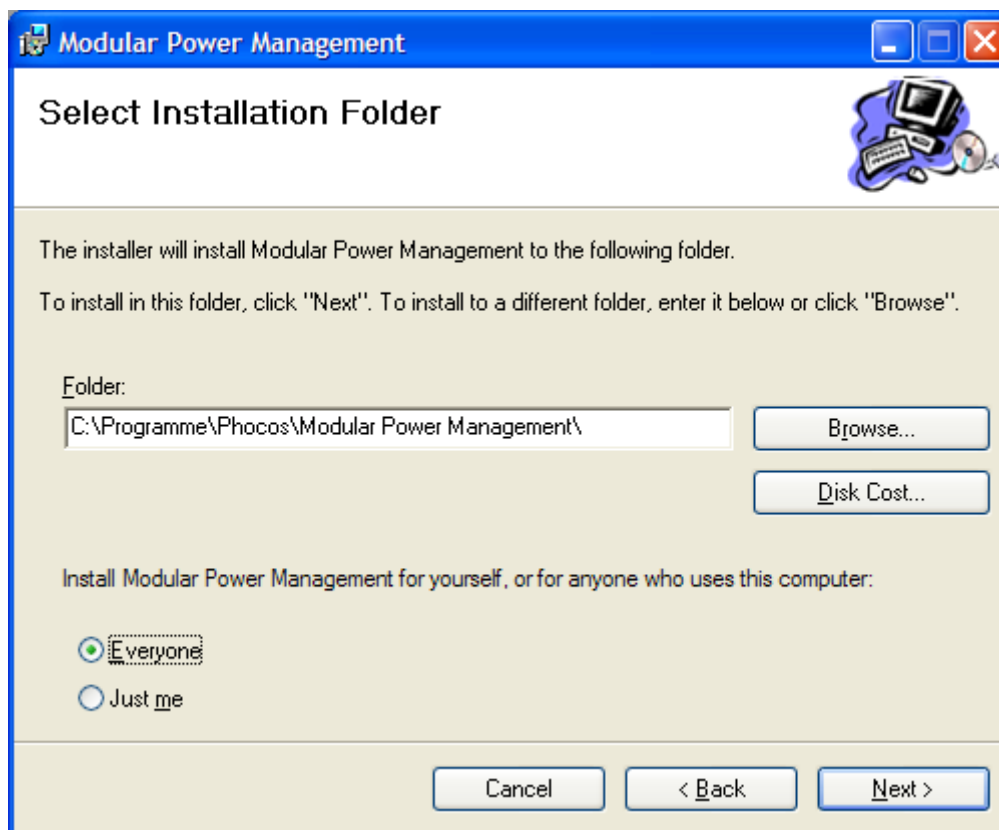 Modular Power Management
Select Installation Folder
The installer will install Modular Power Management to the following folder.
To install in this folder, click "Next". To install to a different folder, enter it below or click "Browse".
Folder:
C:\Programme\Phocos\Modular Power Management\
Browse...
Disk Cost...
Install Modular Power Management for yourself, or for anyone who uses this computer:
Everyone
Just me
Cancel
< Back
Next >